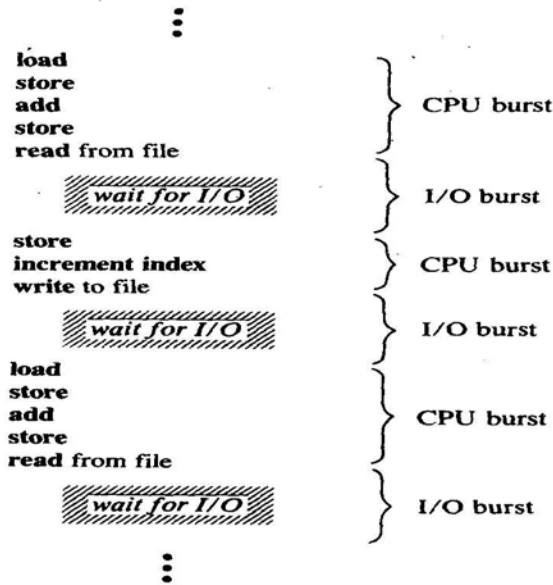 load
store
add
store
read from file
CPU burst
wait for I/O
I/O burst
store
increment index
write to file
CPU burst
wait for I/O
I/O burst
load
store
add
store
read from file
CPU burst
wait for I/O
I/O burst